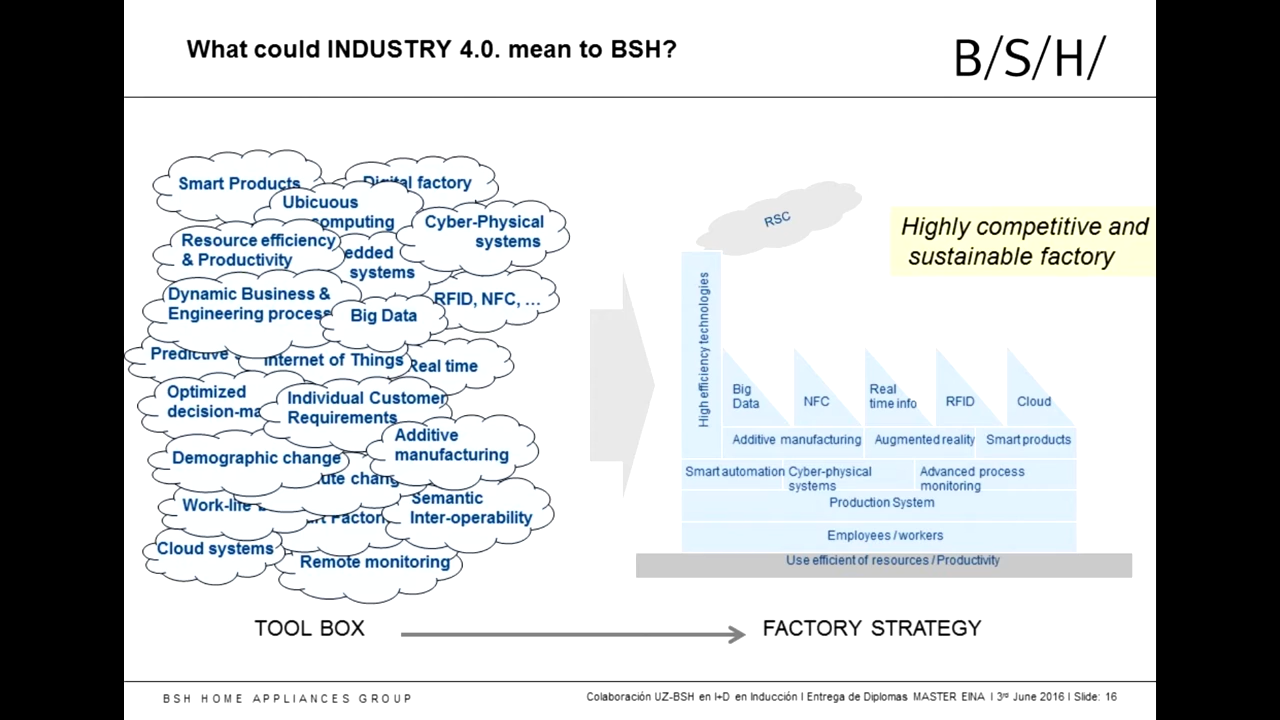 What could INDUSTRY 4.0. mean to BSH?
B/S/H/
Smart Products
Digital factory
Ubicuous
computing
Cyber-Physical
systems
Resource efficiency
& Productivity
systems
Dynamic Business &
Engineering process
RFID, NFC, ...
Big Data
Predictive
Internet of Things
Real time
Optimized
Individual Customer
Requirements
Additive
manufacturing
Demographic change
Work-life
Semantic
Inter-operability
Cloud systems
Remote monitoring
TOOL BOX
RSC
Highly competitive and
sustainable factory
High efficiency technologies
Big
Data
NFC
Real
time info
RFID
Cloud
Additive manufacturing
Augmented reality
Smart products
Smart automation
Cyber-physical
systems
Advanced process
monitoring
Production System
Employees / workers
Use efficient of resources / Productivity
FACTORY STRATEGY
BSH HOME APPLIANCES GROUP
Colaboración UZ-BSH en I+D en Inducción I Entrega de Diplomas MASTER EINA I 3rd June 2016 I Slide: 16